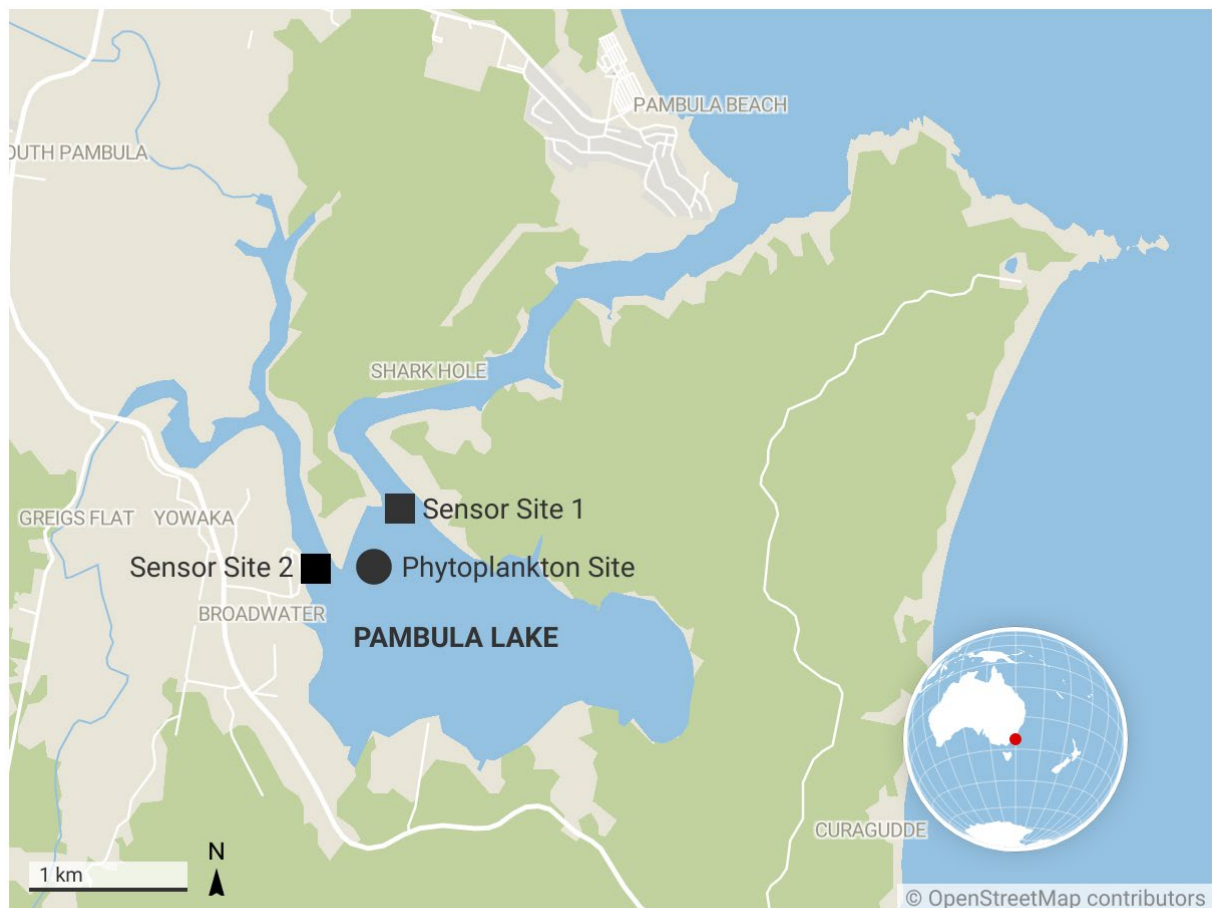 PAMBULA BEACH
OUTH PAMBULA
SHARK HOLE
Sensor Site 1
GREIGS FLAT
YOWAKA
Sensor Site 2
Phytoplankton Site
BROADWATER
PAMBULA LAKE
CURAGUDDE
N
1 km
© OpenStreetMap contributors